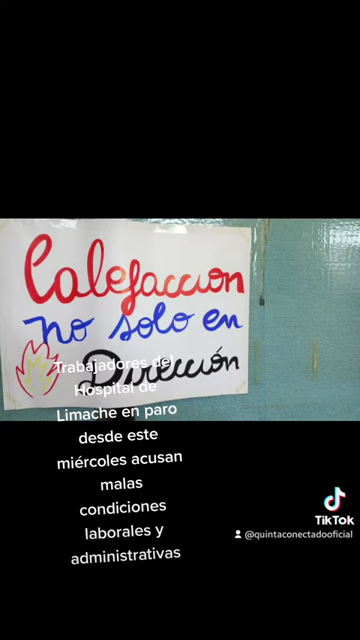 Calefaccion
no solo en
Dirección
Trabajadores del
Hospital de
Limache en paro
desde este
miércoles acusan
malas
condiciones
laborales y
administrativas
TikTok
@quintaconectadooficial